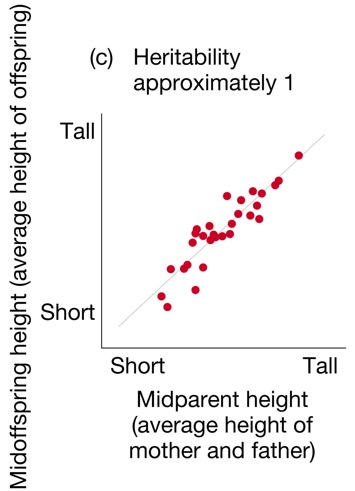 (c) Heritability
approximately 1
Midoffspring height (average height of offspring)
Tall
Short
Short Tall
Midparent height
(average height of
mother and father)